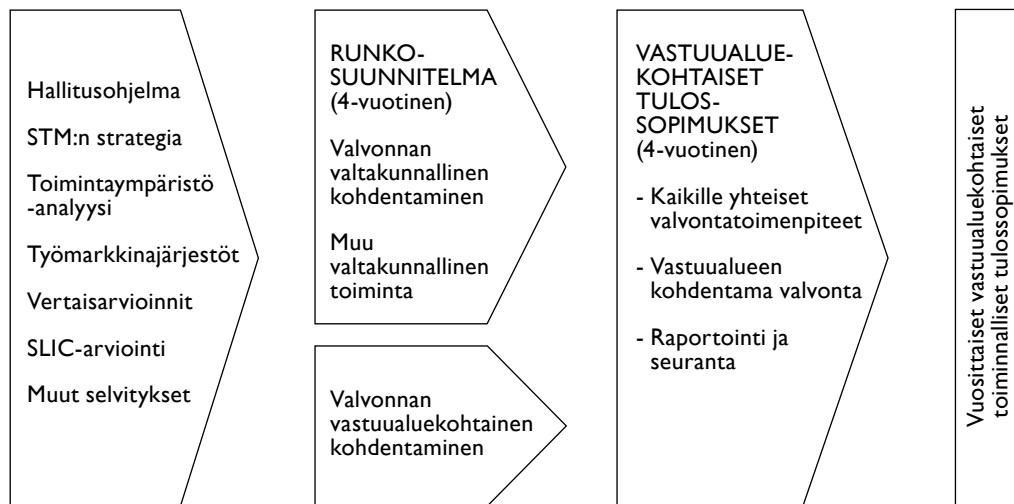 Hallitusohjelma
STM:n strategia
Toimintaympäristö
-analyysi
Työmarkkinajärjestöt
Vertaisarvioinnit
SLIC-arviointi
Muut selvitykset
RUNKO-
SUUNNITELMA
(4-vuotinen)
Valvonnan
valtakunnallinen
kohdentaminen
Muu
valtakunnallinen
toiminta
Valvonnan
vastuualuekohtainen
kohdentaminen
VASTUUALUE-
KOHTAISET
TULOS-
SOPIMUKSET
(4-vuotinen)
- Kaikille yhteiset
valvontatoimenpiteet
- Vastuualueen
kohdentama valvonta
- Raportointi ja
seuranta
Vuosittaiset vastuualuekohtaiset
toiminnalliset tulossopimukset